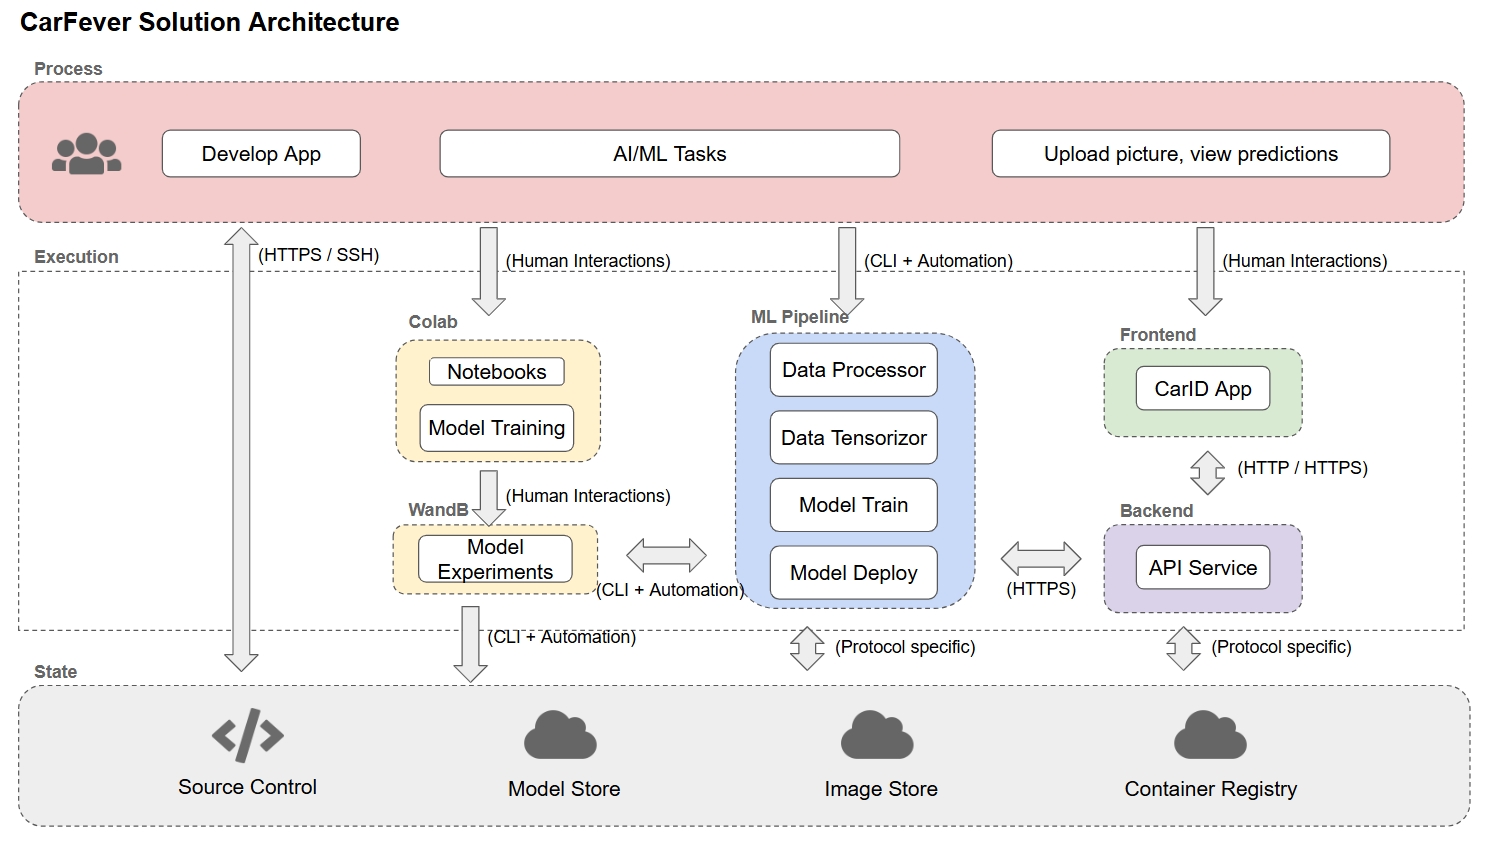 CarFever Solution Architecture
Process
Develop App
AI/ML Tasks
Upload picture, view predictions
Execution
(HTTPS / SSH)
(Human Interactions)
(CLI + Automation)
(Human Interactions)
Colab
Notebooks
Model Training
(Human Interactions)
WandB
Model
Experiments
(CLI + Automation)
(CLI + Automation)
ML Pipeline
Data Processor
Data Tensorizor
Model Train
Model Deploy
(HTTPS)
(Protocol specific)
Frontend
CarID App
(HTTP / HTTPS)
Backend
API Service
(Protocol specific)
State
Source Control
Model Store
Image Store
Container Registry